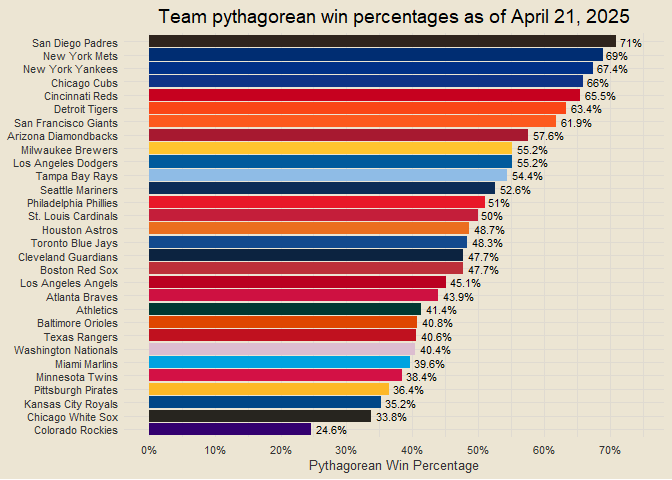 Team pythagorean win percentages as of April 21, 2025
San Diego Padres 71%
New York Mets 69%
New York Yankees 67.4%
Chicago Cubs 66%
Cincinnati Reds 65.5%
Detroit Tigers 63.4%
San Francisco Giants 61.9%
Arizona Diamondbacks 57.6%
Milwaukee Brewers 55.2%
Los Angeles Dodgers 55.2%
Tampa Bay Rays 54.4%
Seattle Mariners 52.6%
Philadelphia Phillies 51%
St. Louis Cardinals 50%
Houston Astros 48.7%
Toronto Blue Jays 48.3%
Cleveland Guardians 47.7%
Boston Red Sox 47.7%
Los Angeles Angels 45.1%
Atlanta Braves 43.9%
Athletics 41.4%
Baltimore Orioles 40.8%
Texas Rangers 40.6%
Washington Nationals 40.4%
Miami Marlins 39.6%
Minnesota Twins 38.4%
Pittsburgh Pirates 36.4%
Kansas City Royals 35.2%
Chicago White Sox 33.8%
Colorado Rockies 24.6%
0% 10% 20% 30% 40% 50% 60% 70%
Pythagorean Win Percentage